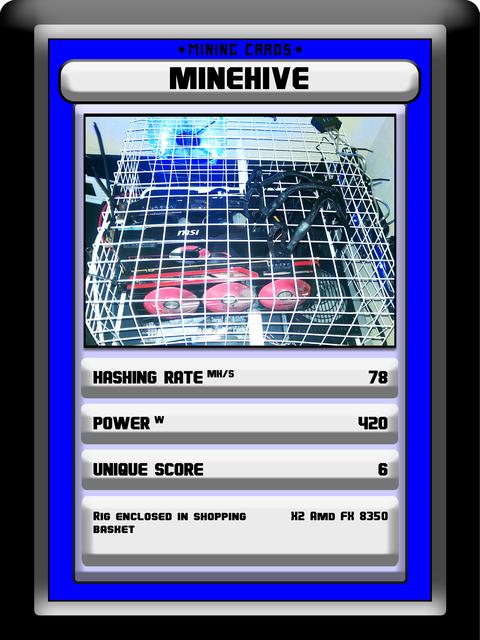 •MINING CARDS•
MINEHIVE
msi
HASHING RATE MH/S 78
POWER W 420
UNIQUE SCORE 6
RIG ENCLOSED IN SHOPPING X2 AMD FX 8350
BASKET